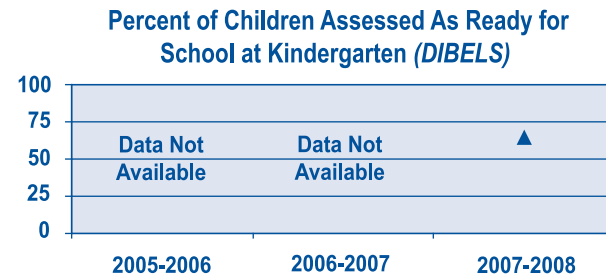 Percent of Children Assessed As Ready for
School at Kindergarten (DIBELS)
100
75
50
25
0
Data Not
Available
Data Not
Available
2005-2006
2006-2007
2007-2008